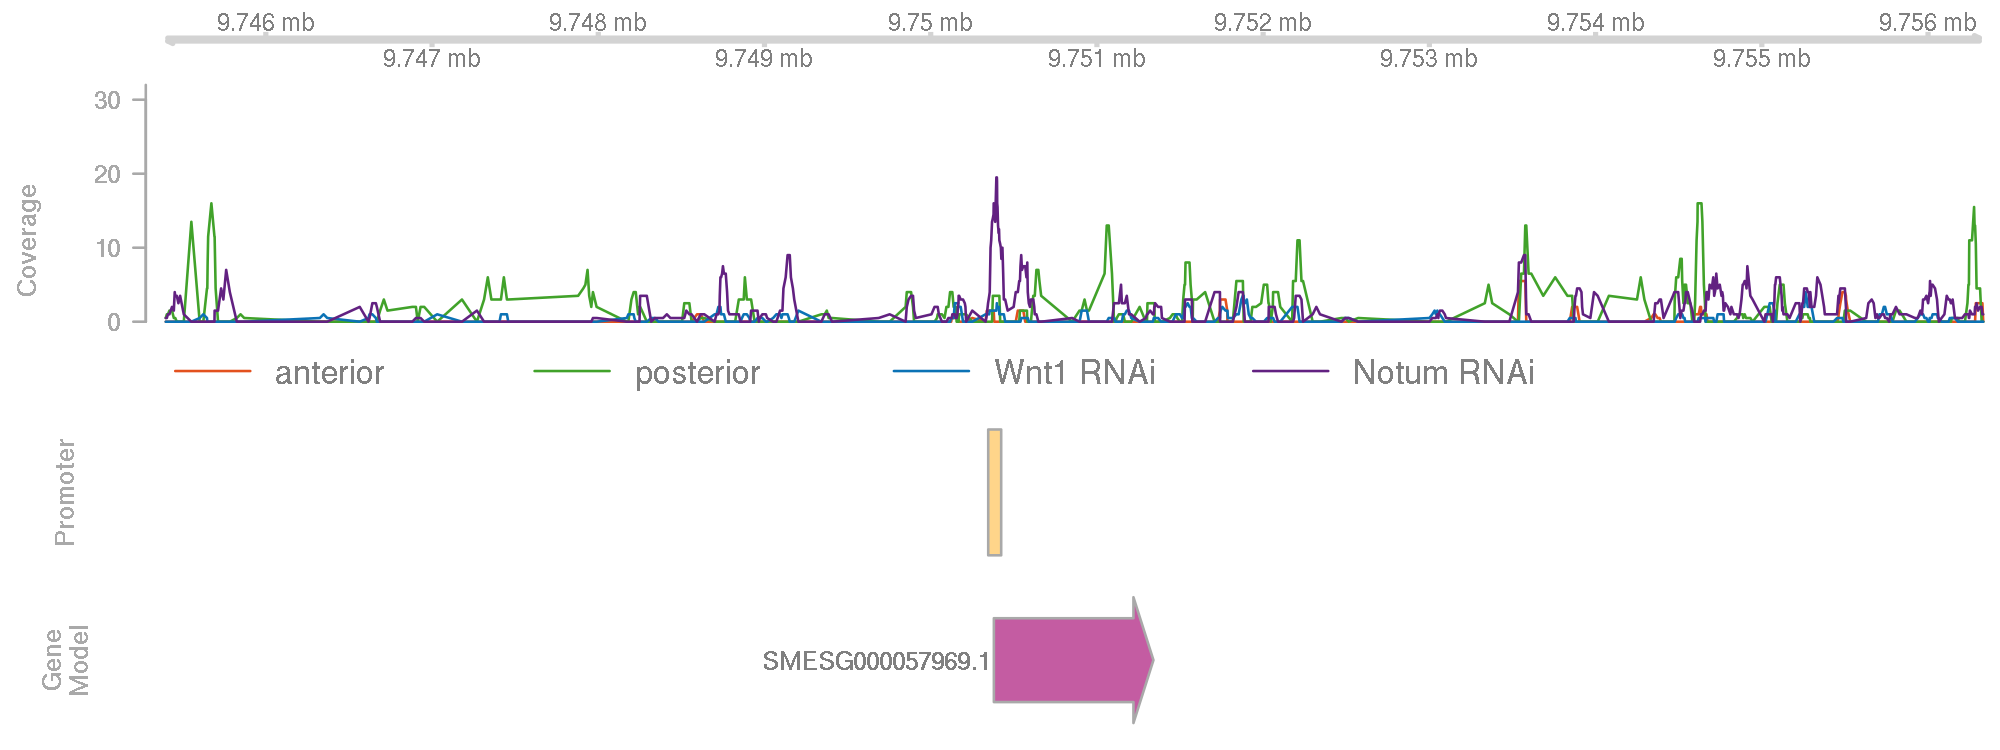 9.746 mb 9.748 mb 9.75 mb 9.752 mb 9.754 mb 9.756 mb
9.747 mb 9.749 mb 9.751 mb 9.753 mb 9.755 mb
30
20
10
0
Coverage
anterior posterior Wnt1 RNAi Notum RNAi
Promoter
Gene
Model
SMESG000057969.1